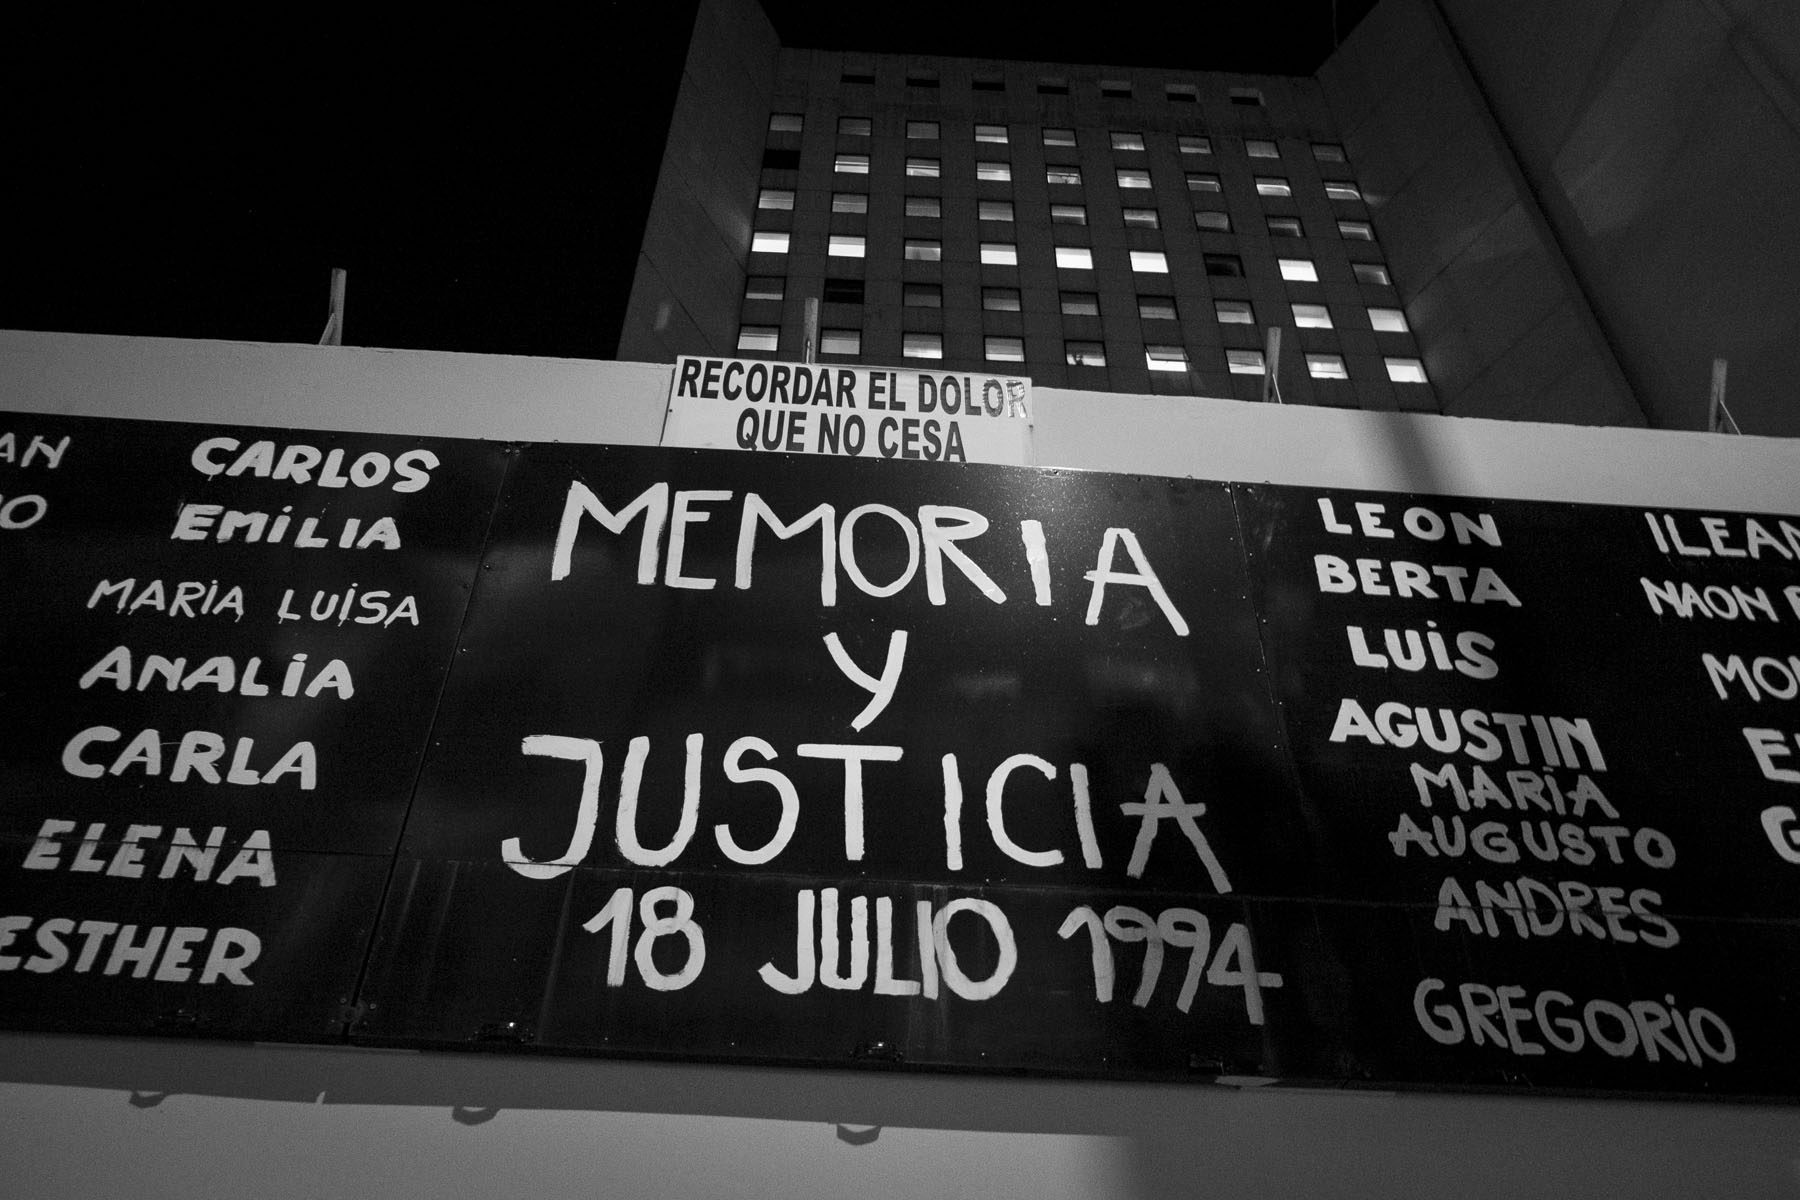 RECORDAR EL DOLOR
QUE NO CESA
CARLOS
EMILIA
MARIA LUISA
ANALIA
CARLA
ELENA
ESTHER
MEMORIA
Y
JUSTICIA
18 JULIO 1994
LEON
BERTA
LUIS
AGUSTIN
MARIA
AUGUSTO
ANDRES
GREGORIO
NAON